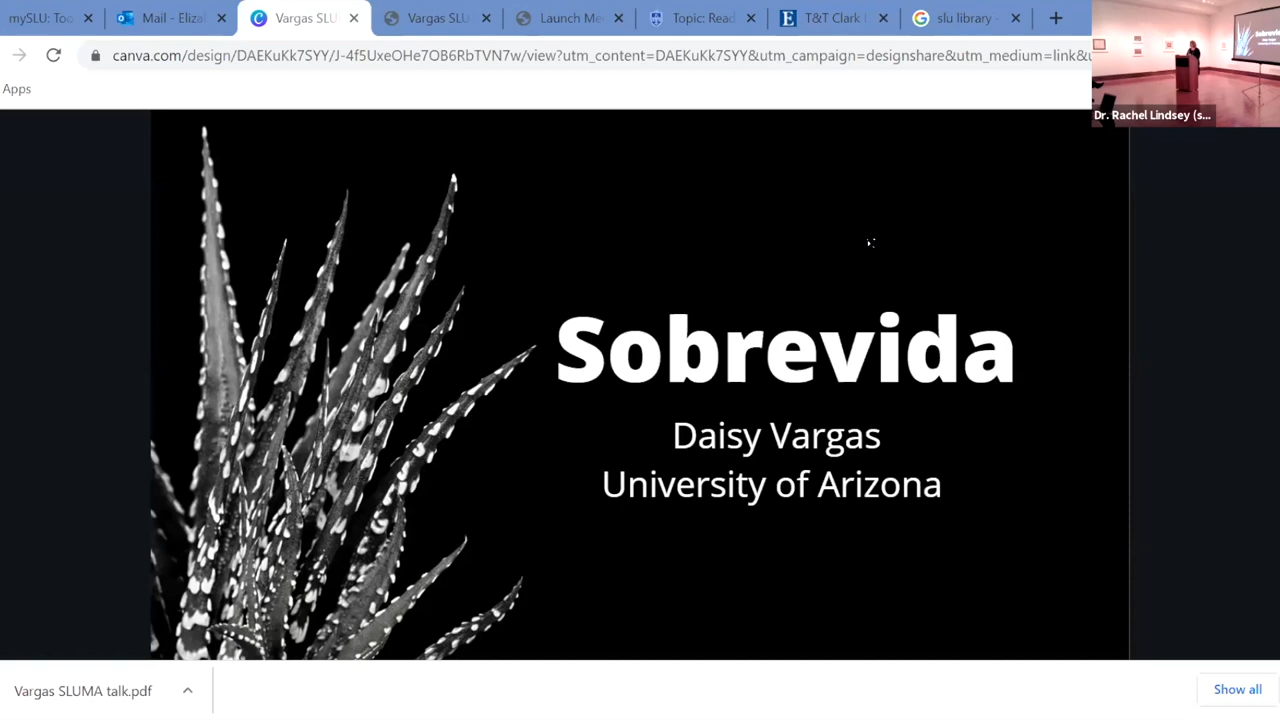 mySLU: Too
Mail - Eliza
Vargas SLU
Vargas SLU
Launch Me
Topic: Read
T&T Clark
slu library -
canva.com/design/DAEKuKk7SYY/J-4f5UxeOHe7OB6RbTVN7w/view?utm_content=DAEKuKk7SYY&utm_campaign=designshare&utm_medium=link&u
Apps
Dr. Rachel Lindsey (s...
Sobrevida
Daisy Vargas
University of Arizona
Vargas SLUMA talk.pdf
Show all